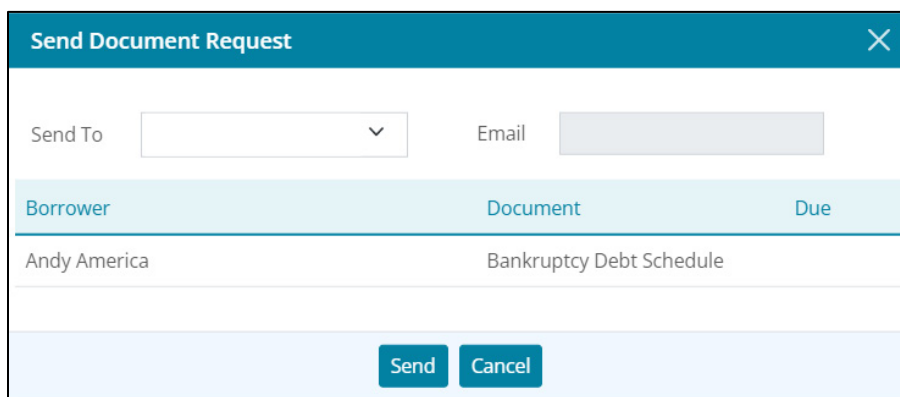 Send Document Request
Send To Email
Borrower Document Due
Andy America Bankruptcy Debt Schedule
Send Cancel